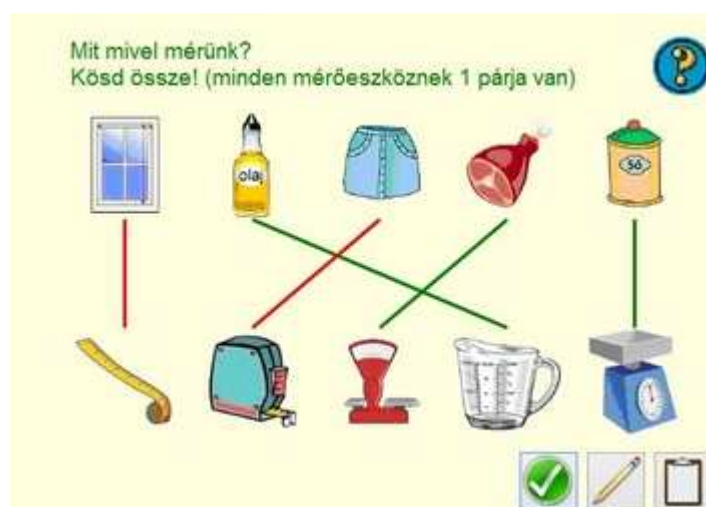 Mit mivel mérünk?
Kösd össze! (minden mérőeszköznek 1 párja van)
olaj
Só